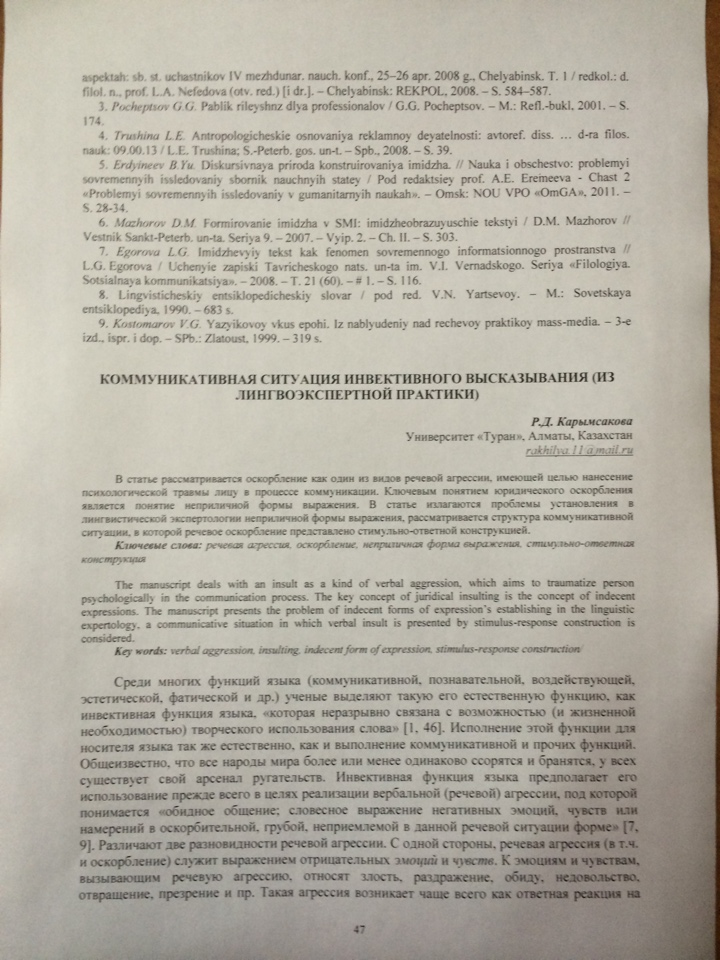 aspektah: sb. st. uchastnikov IV mezhdunar. nauch. konf., 25–26 apr. 2008 g., Chelyabinsk. T. 1 / redkol.: d.
filol. n., prof. L.A. Nefedova (otv. red.) [i dr.]. – Chelyabinsk: REKPOL, 2008. – S. 584–587.
3. Pocheptsov G.G. Pablik rileyshnz dlya professionalov / G.G. Pocheptsov. – M.: Refl.-bukl, 2001. – S.
174.
4. Trushina L.E. Antropologicheskie osnovaniya reklamnoy deyatelnosti: avtoref. diss. … d-ra filos.
nauk: 09.00.13 / L.E. Trushina; S.-Peterb. gos. un-t. – Spb., 2008. – S. 39.
5. Erdyineev B.Yu. Diskursivnaya priroda konstruirovaniya imidzha. // Nauka i obschestvo: problemyi
sovremennyih issledovaniy sbornik nauchnyih statey / Pod redaktsiey prof. A.E. Ereimeeva - Chast 2
«Problemyi sovremennyih issledovaniy v gumanitarnyih naukah». – Omsk: NOU VPO «OmGA», 2011. –
S. 28-34.
6. Mazhorov D.M. Formirovanie imidzha v SMI: imidzheobrazuyuschie tekstyi / D.M. Mazhorov //
Vestnik Sankt-Peterb. un-ta. Seriya 9. – 2007. – Vyip. 2. – Ch. II. – S. 303.
7. Egorova L.G. Imidzhevyiy tekst kak fenomen sovremennogo informatsionnogo prostranstva //
L.G. Egorova / Uchenyie zapiski Tavricheskogo nats. un-ta im. V.I. Vernadskogo. Seriya «Filologiya.
Sotsialnaya kommunikatsiya». – 2008. – T. 21 (60). – # 1. – S. 116.
8. Lingvisticheskiy entsiklopedicheskiy slovar / pod red. V.N. Yartsevoy. – M.: Sovetskaya
entsiklopediya, 1990. – 683 s.
9. Kostomarov V.G. Yazyikovoy vkus epohi. Iz nablyudeniy nad rechevoy praktikoy mass-media. – 3-e
izd., ispr. i dop. – SPb.: Zlatoust, 1999. – 319 s.
КОММУНИКАТИВНАЯ СИТУАЦИЯ ИНВЕКТИВНОГО ВЫСКАЗЫВАНИЯ (ИЗ
ЛИНГВОЭКСПЕРТНОЙ ПРАКТИКИ)
Р.Д. Карымсакова
Университет «Туран», Алматы, Казахстан
rakhilya.11@mail.ru
В статье рассматривается оскорбление как один из видов речевой агрессии, имеющей целью нанесение
психологической травмы лицу в процессе коммуникации. Ключевым понятием юридического оскорбления
является понятие неприличной формы выражения. В статье излагаются проблемы установления в
лингвистической экспертологии неприличной формы выражения, рассматривается структура коммуникативной
ситуации, в которой речевое оскорбление представлено стимульно-ответной конструкцией.
Ключевые слова: речевая агрессия, оскорбление, неприличная форма выражения, стимульно-ответная
конструкция
The manuscript deals with an insult as a kind of verbal aggression, which aims to traumatize person
psychologically in the communication process. The key concept of juridical insulting is the concept of indecent
expressions. The manuscript presents the problem of indecent forms of expression’s establishing in the linguistic
expertology, a communicative situation in which verbal insult is presented by stimulus-response construction is
considered.
Key words: verbal aggression, insulting, indecent form of expression, stimulus-response construction
Среди многих функций языка (коммуникативной, познавательной, воздействующей,
эстетической, фатической и др.) ученые выделяют такую его естественную функцию, как
инвективная функция языка, «которая неразрывно связана с возможностью (и жизненной
необходимостью) творческого использования слова» [1, 46]. Исполнение этой функции для
носителя языка так же естественно, как и выполнение коммуникативной и прочих функций.
Общеизвестно, что все народы мира более или менее одинаково ссорятся и бранятся, у всех
существует свой арсенал ругательств. Инвективная функция языка предполагает его
использование прежде всего в целях реализации вербальной (речевой) агрессии, под которой
понимается «обидное общение; словесное выражение негативных эмоций, чувств или
намерений в оскорбительной, грубой, неприемлемой в данной речевой ситуации форме» [7,
9]. Различают две разновидности речевой агрессии. С одной стороны, речевая агрессия (в т.ч.
и оскорбление) служит выражением отрицательных эмоций и чувств. К эмоциям и чувствам,
вызывающим речевую агрессию, относят злость, раздражение, обиду, недовольство,
отвращение, презрение и пр. Такая агрессия возникает чаще всего как ответная реакция на
47